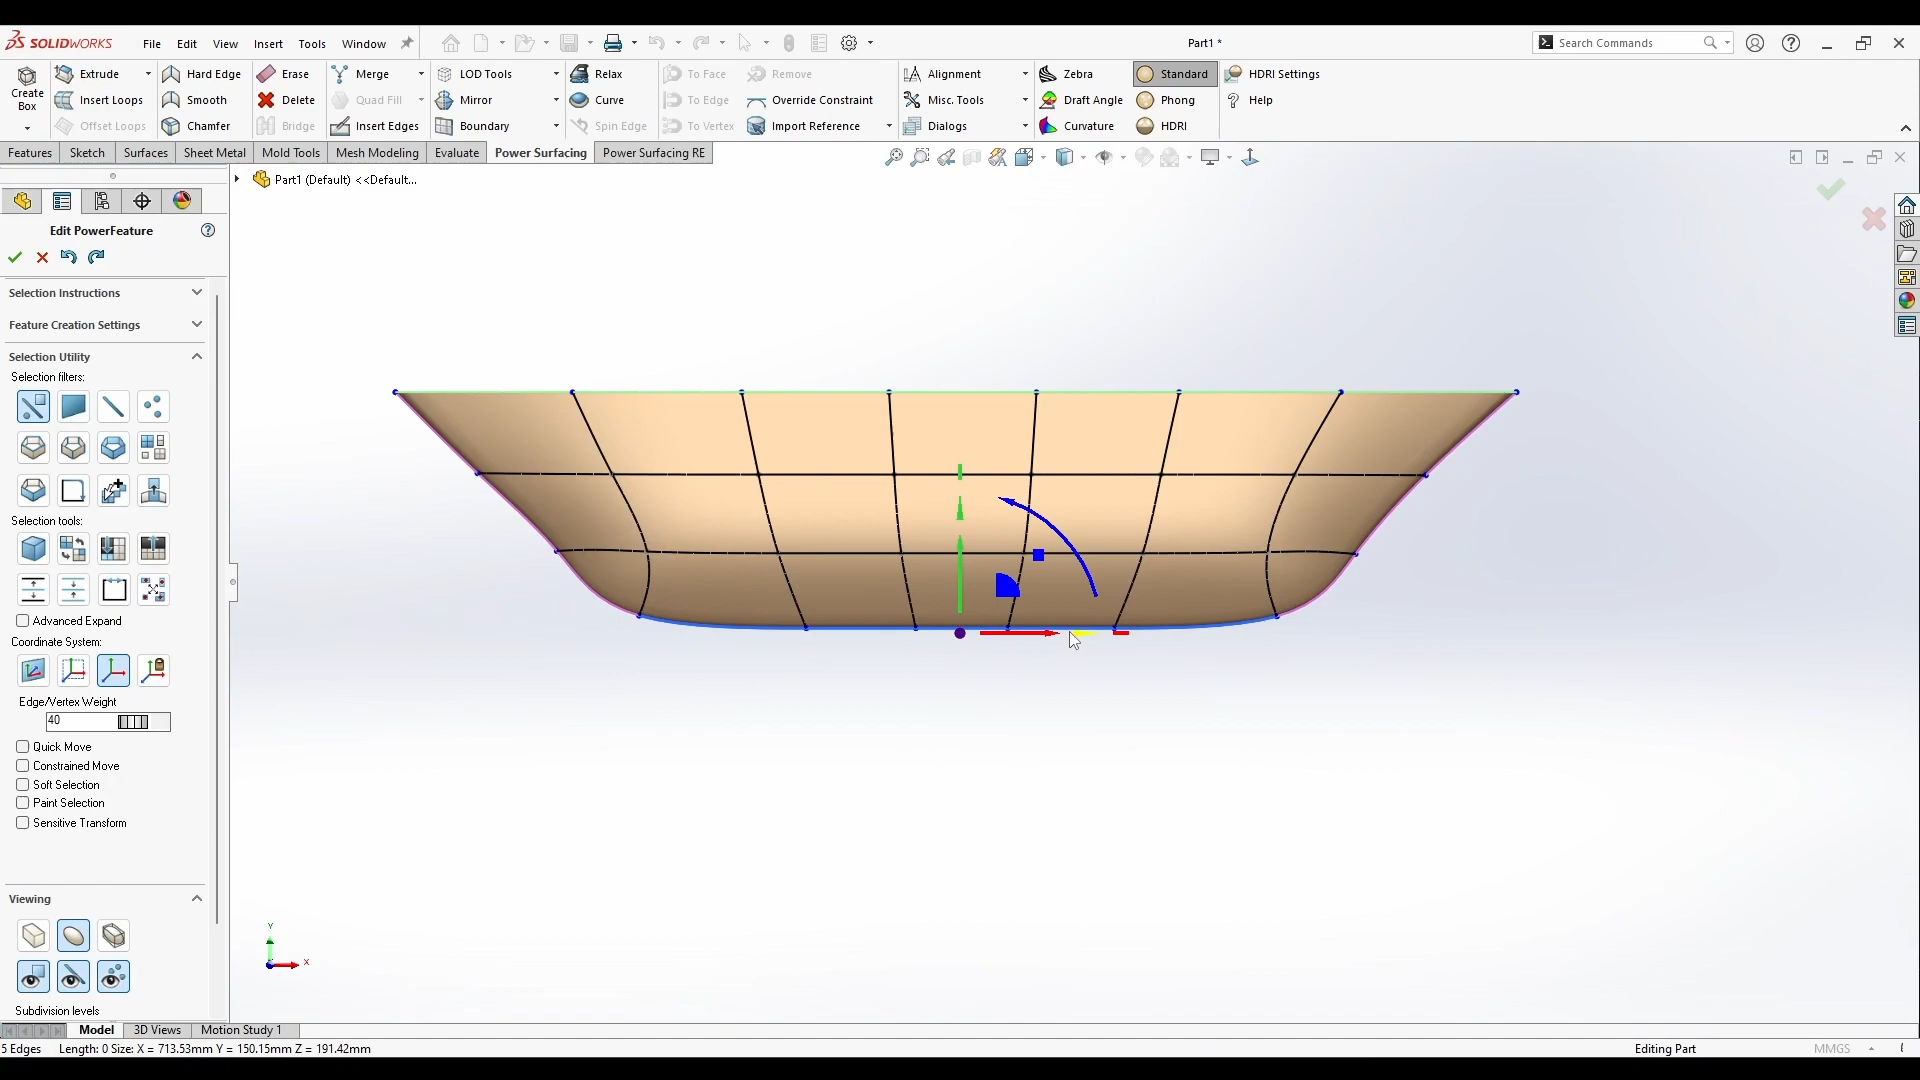 SOLIDWORKS File Edit View Insert Tools Window Part1 * Search Commands
Extrude Hard Edge Erase Merge LOD Tools Relax To Face Remove Alignment Zebra Standard HDRI Settings
Create Box Insert Loops Smooth Delete Quad Fill Mirror Curve To Edge Override Constraint Misc. Tools Draft Angle Phong Help
Offset Loops Chamfer Bridge Insert Edges Boundary Spin Edge To Vertex Import Reference Dialogs Curvature HDRI
Features Sketch Surfaces Sheet Metal Mold Tools Mesh Modeling Evaluate Power Surfacing Power Surfacing RE
Part1 (Default) <<Default...
Edit PowerFeature
Selection Instructions
Feature Creation Settings
Selection Utility
Selection filters:
Selection tools:
Advanced Expand
Coordinate System:
Edge/Vertex Weight
40
Quick Move
Constrained Move
Soft Selection
Paint Selection
Sensitive Transform
Viewing
Y
X
Subdivision levels
Model 3D Views Motion Study 1
5 Edges Length: 0 Size: X = 713.53mm Y = 150.15mm Z = 191.42mm Editing Part MMGS